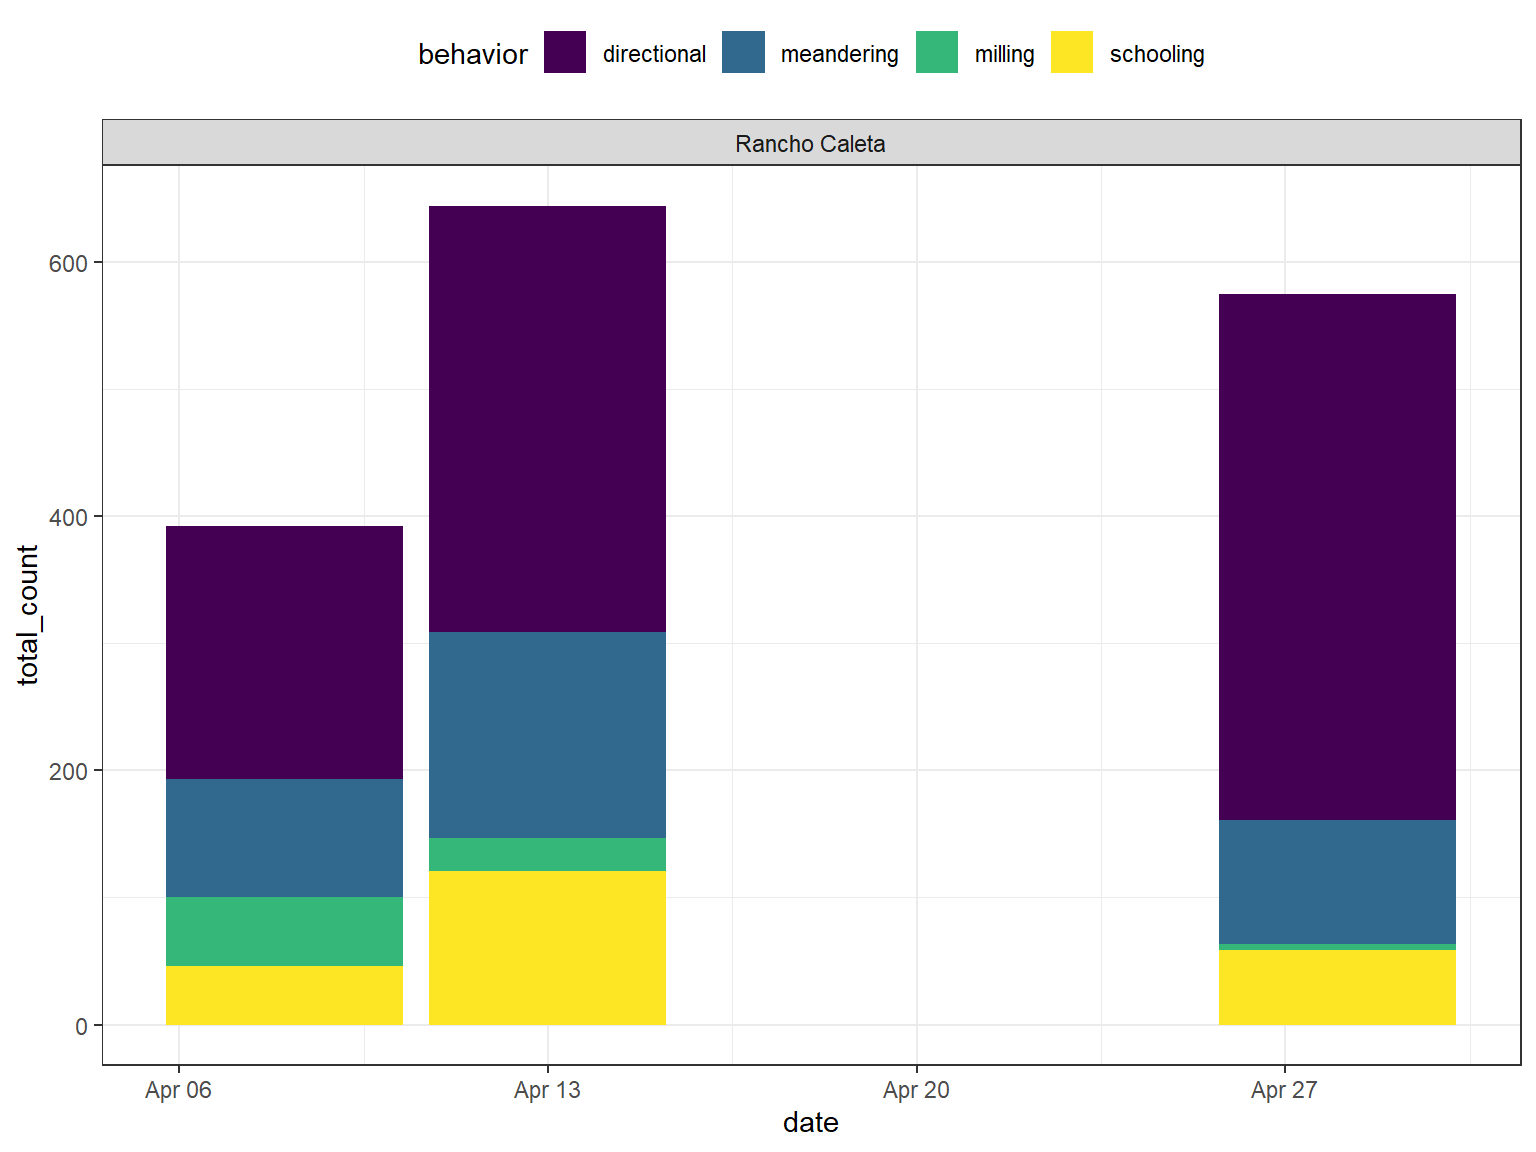 behavior directional meandering milling schooling
Rancho Caleta
600
400
200
0
total_count
Apr 06 Apr 13 Apr 20 Apr 27
date